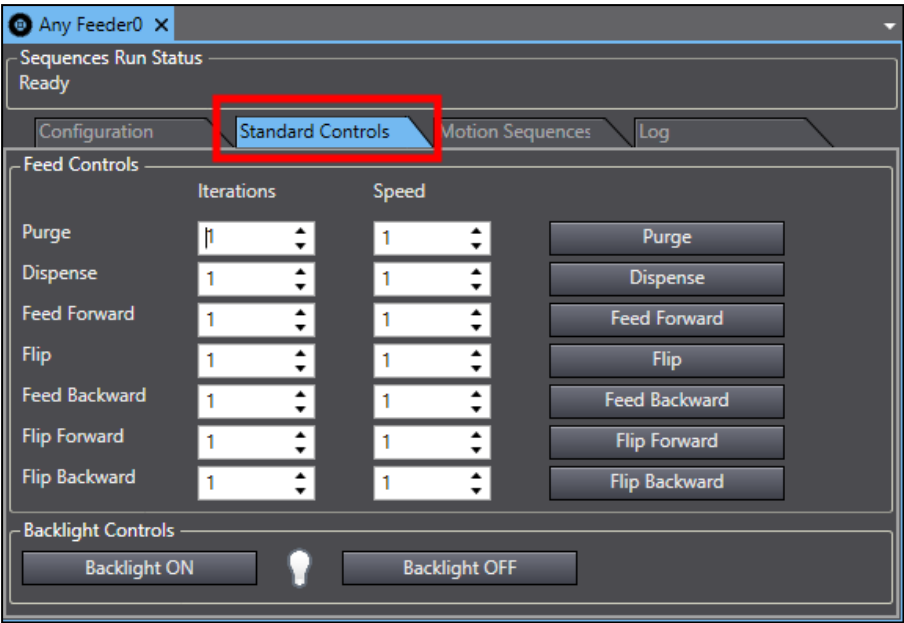 Any Feeder0
Sequences Run Status
Ready
Configuration Standard Controls Motion Sequences Log
Feed Controls
Iterations Speed
Purge 1 1 Purge
Dispense 1 1 Dispense
Feed Forward 1 1 Feed Forward
Flip 1 1 Flip
Feed Backward 1 1 Feed Backward
Flip Forward 1 1 Flip Forward
Flip Backward 1 1 Flip Backward
Backlight Controls
Backlight ON Backlight OFF